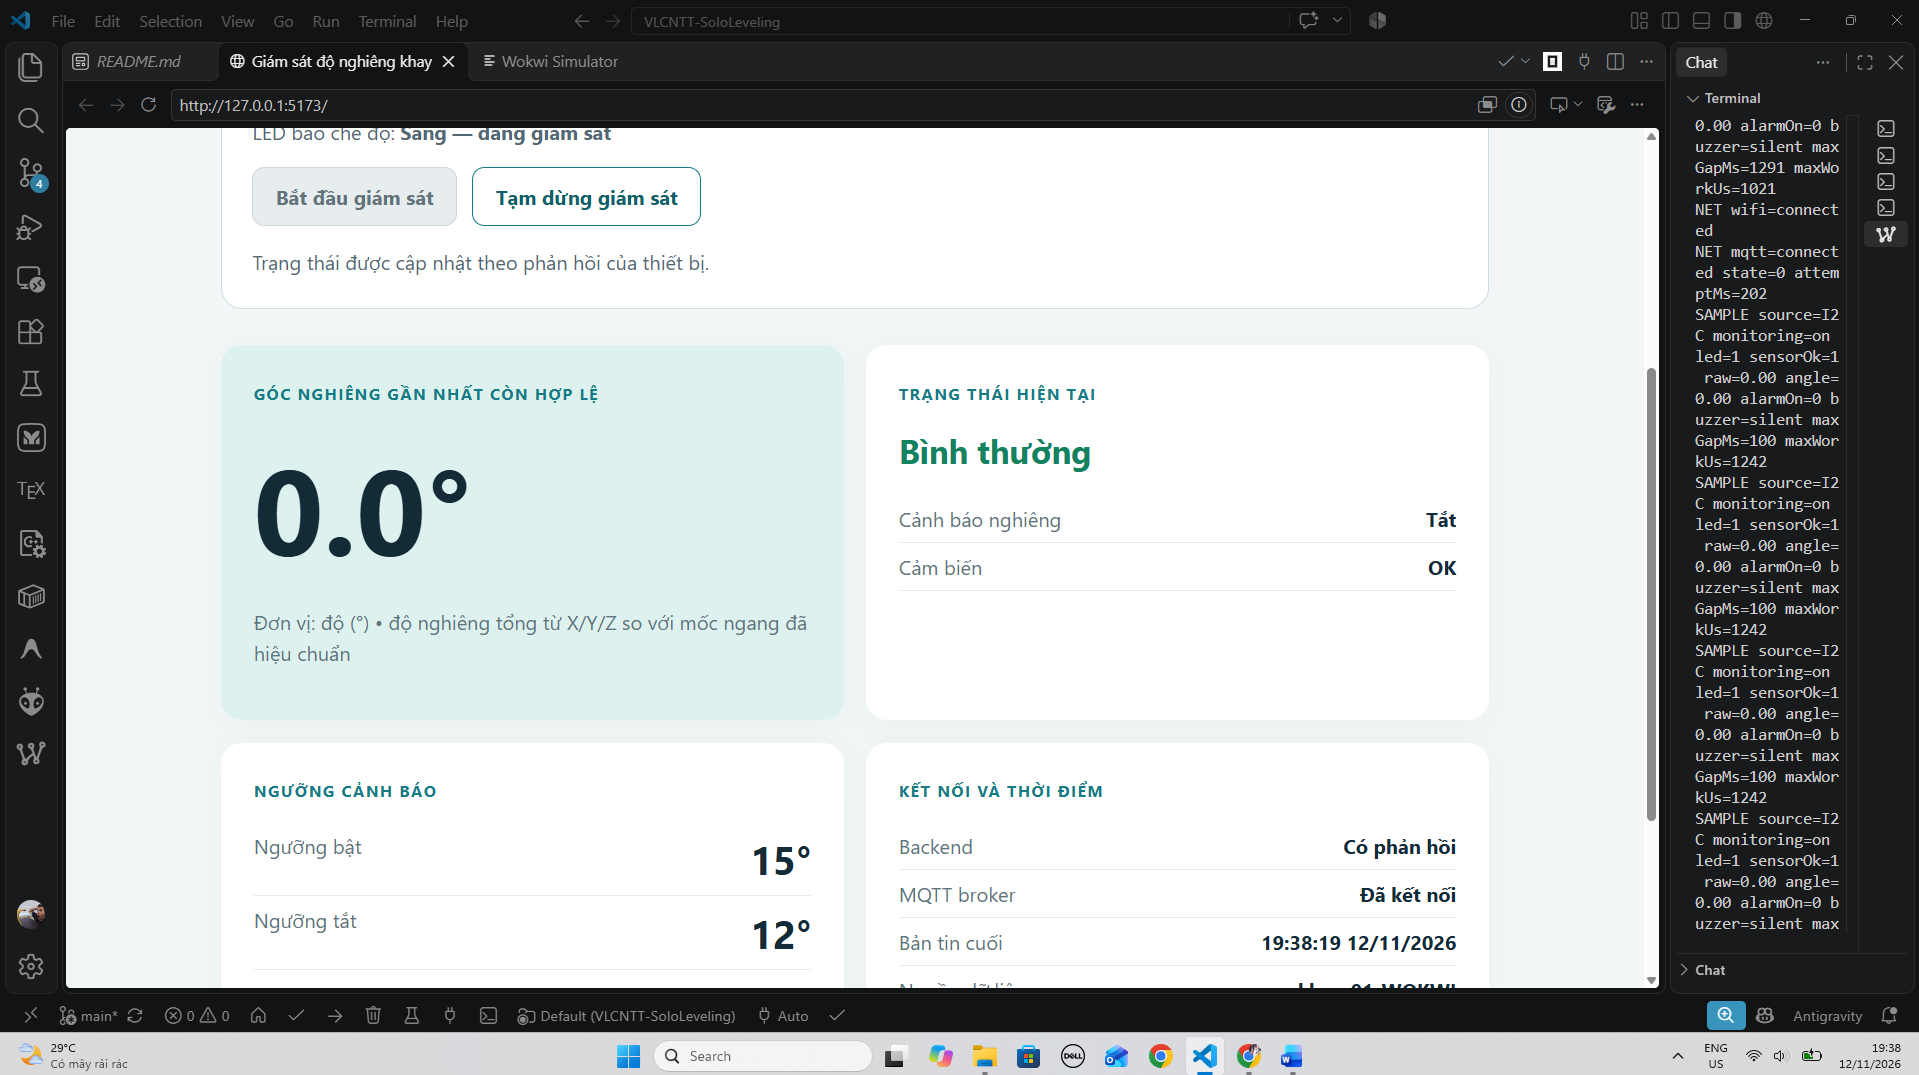 File Edit Selection View Go Run Terminal Help
VLCNTT-SoloLeveling
README.md
Giám sát độ nghiêng khay
Wokwi Simulator
http://127.0.0.1:5173/
LED báo chế độ: Sáng — đang giám sát
Bắt đầu giám sát
Tạm dừng giám sát
Trạng thái được cập nhật theo phản hồi của thiết bị.
GÓC NGHIÊNG GẦN NHẤT CÒN HỢP LỆ
0.0°
Đơn vị: độ (°) • độ nghiêng tổng từ X/Y/Z so với mốc ngang đã
hiệu chuẩn
TRẠNG THÁI HIỆN TẠI
Bình thường
Cảnh báo nghiêng Tắt
Cảm biến OK
NGƯỠNG CẢNH BÁO
Ngưỡng bật 15°
Ngưỡng tắt 12°
KẾT NỐI VÀ THỜI ĐIỂM
Backend Có phản hồi
MQTT broker Đã kết nối
Bản tin cuối 19:38:19 12/11/2026
Chat
Terminal
0.00 alarmOn=0 b
uzzer=silent max
GapMs=1291 maxWo
rkUs=1021
NET wifi=connect
ed
NET mqtt=connect
ed state=0 attem
ptMs=202
SAMPLE source=I2
C monitoring=on
led=1 sensorOk=1
raw=0.00 angle=
0.00 alarmOn=0 b
uzzer=silent max
GapMs=100 maxWor
kUs=1242
SAMPLE source=I2
C monitoring=on
led=1 sensorOk=1
raw=0.00 angle=
0.00 alarmOn=0 b
uzzer=silent max
GapMs=100 maxWor
kUs=1242
SAMPLE source=I2
C monitoring=on
led=1 sensorOk=1
raw=0.00 angle=
0.00 alarmOn=0 b
uzzer=silent max
GapMs=100 maxWor
kUs=1242
SAMPLE source=I2
C monitoring=on
led=1 sensorOk=1
raw=0.00 angle=
0.00 alarmOn=0 b
uzzer=silent max
Chat
4
TEX
main* 0 0 Default (VLCNTT-SoloLeveling) Auto Antigravity
29°C
Có mây rải rác
Search
DELL
ENG
US
19:38
12/11/2026